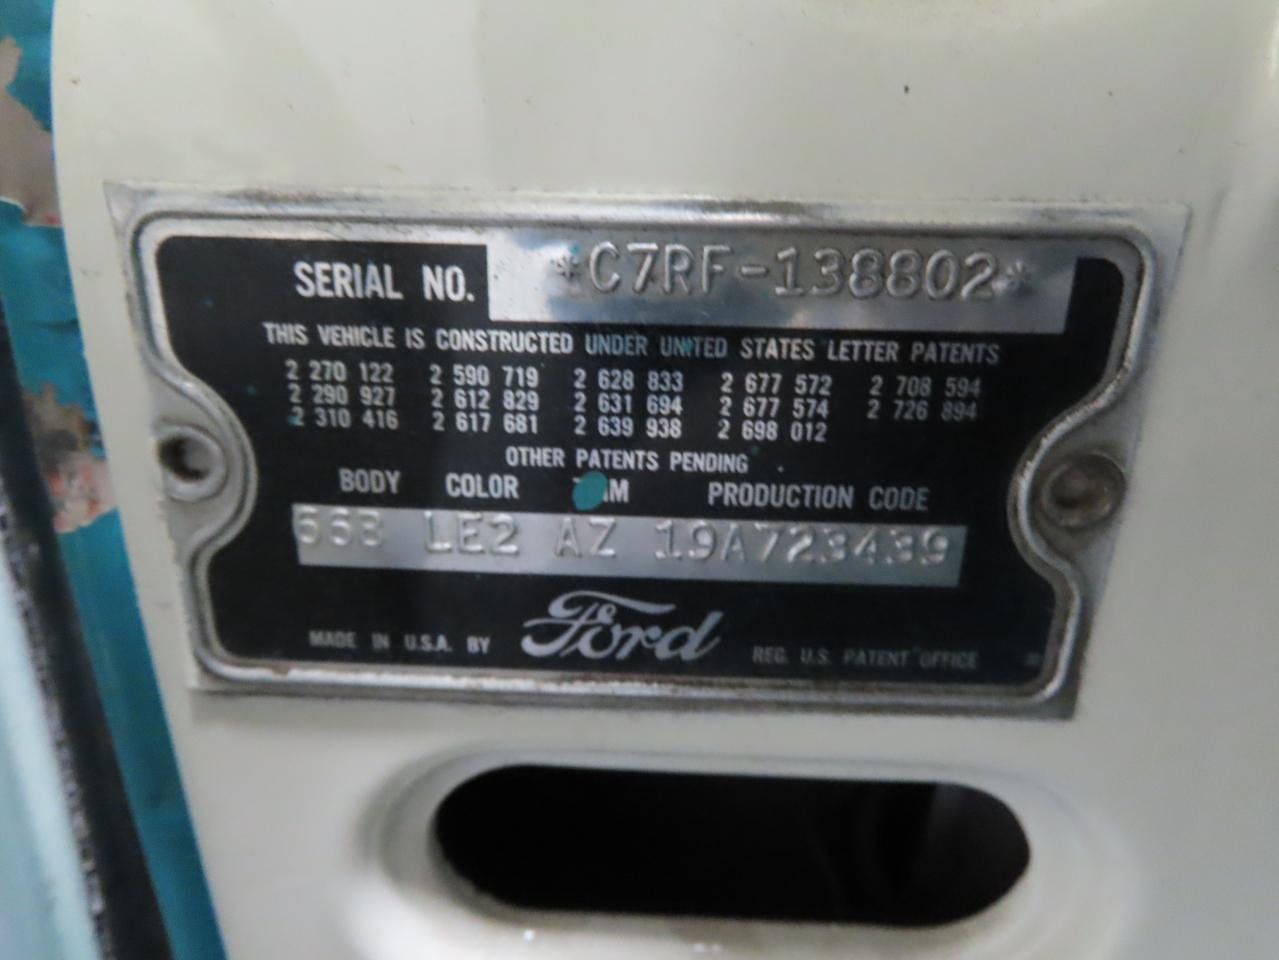 SERIAL NO. *C7RF-138802*
THIS VEHICLE IS CONSTRUCTED UNDER UNITED STATES LETTER PATENTS
2 270 122 2 590 719 2 628 833 2 677 572 2 708 594
2 290 927 2 612 829 2 631 694 2 677 574 2 726 894
2 310 416 2 617 681 2 639 938 2 698 012
OTHER PATENTS PENDING
BODY COLOR TRIM PRODUCTION CODE
66B LE2 AZ 19A723439
MADE IN U.S.A. BY Ford REG. U.S. PATENT OFFICE